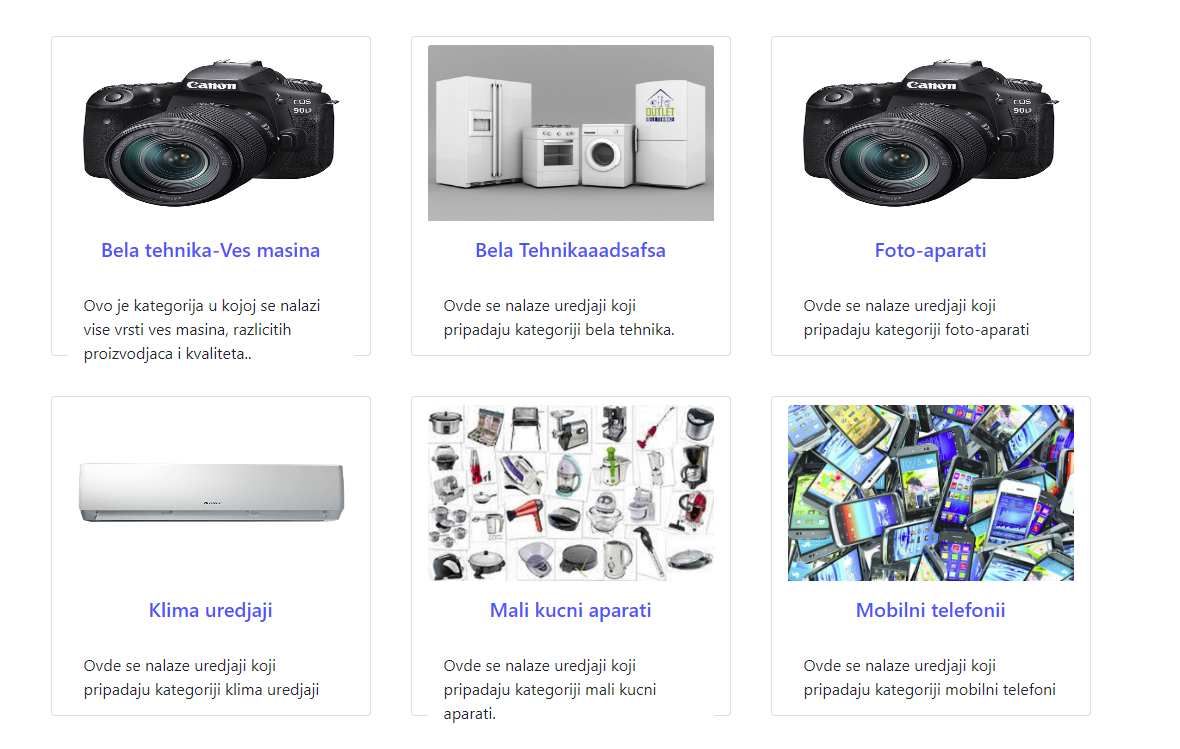 Canon
EOS
90D
OUTLET
BELE TEHNIKE
Canon
EOS
90D
Bela tehnika-Ves masina
Bela Tehnikaaadsafsa
Foto-aparati
Ovo je kategorija u kojoj se nalazi
vise vrsti ves masina, razlicitih
proizvodjaca i kvaliteta..
Ovde se nalaze uredjaji koji
pripadaju kategoriji bela tehnika.
Ovde se nalaze uredjaji koji
pripadaju kategoriji foto-aparati
Klima uredjaji
Mali kucni aparati
Mobilni telefonii
Ovde se nalaze uredjaji koji
pripadaju kategoriji klima uredjaji
Ovde se nalaze uredjaji koji
pripadaju kategoriji mali kucni
aparati.
Ovde se nalaze uredjaji koji
pripadaju kategoriji mobilni telefoni